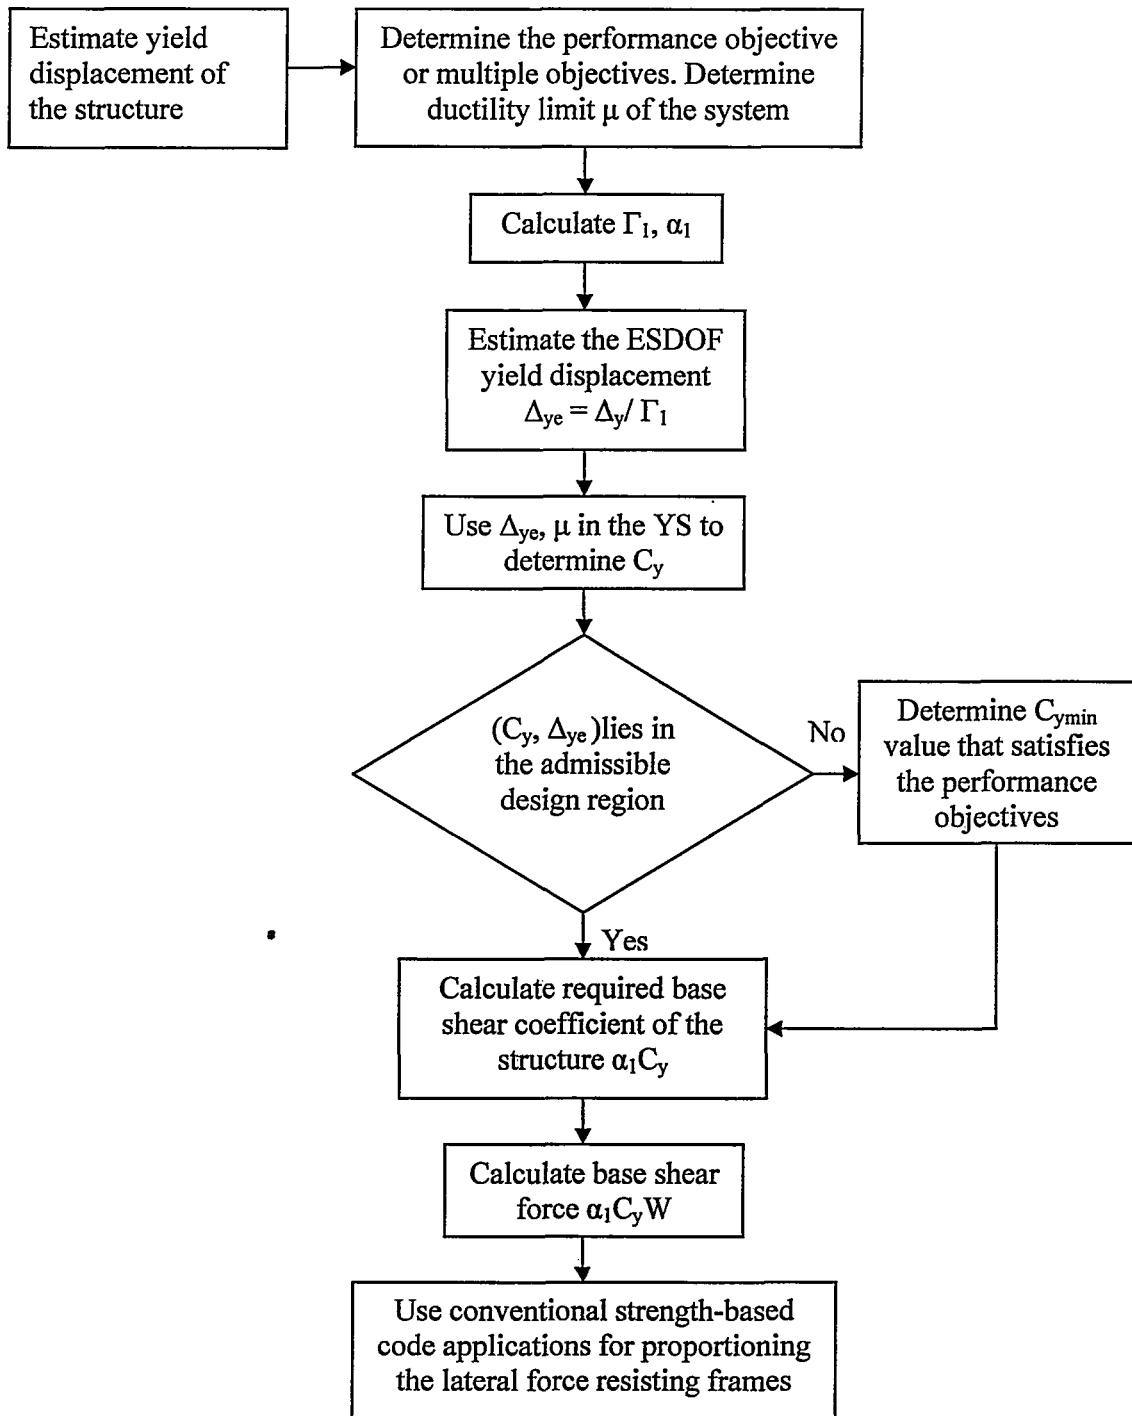 Estimate yield
displacement of
the structure
Determine the performance objective
or multiple objectives. Determine
ductility limit μ of the system
Calculate Γ₁, α₁
Estimate the ESDOF
yield displacement
Δye = Δy/ Γ₁
Use Δye, μ in the YS to
determine Cy
(Cy, Δye )lies in
the admissible
design region
No
Determine Cymin
value that satisfies
the performance
objectives
Yes
Calculate required base
shear coefficient of the
structure α₁Cy
Calculate base shear
force α₁CyW
Use conventional strength-based
code applications for proportioning
the lateral force resisting frames